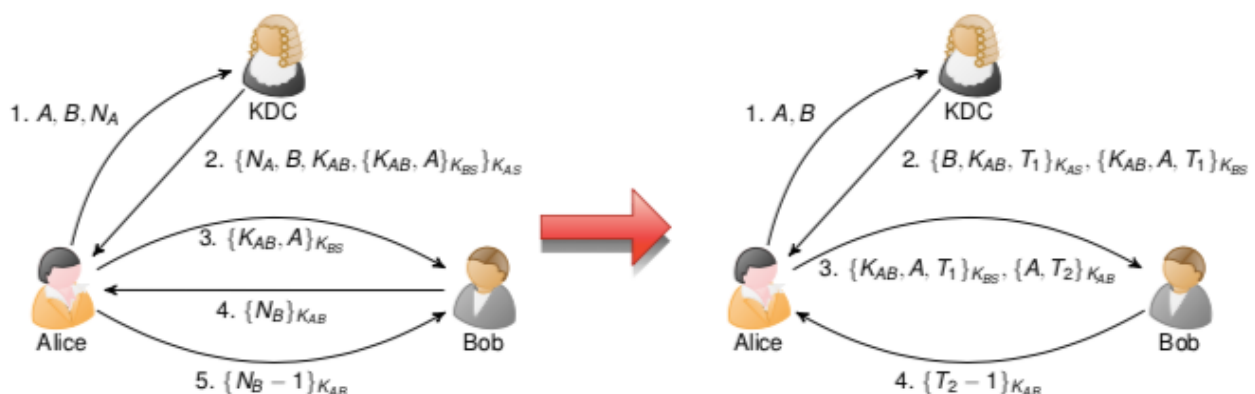 KDC
1. A, B, N_A
2. {N_A, B, K_AB, {K_AB, A}_K_BS}_K_AS
3. {K_AB, A}_K_BS
4. {N_B}_K_AB
Alice
Bob
5. {N_B − 1}_K_AB
KDC
1. A, B
2. {B, K_AB, T_1}_K_AS, {K_AB, A, T_1}_K_BS
3. {K_AB, A, T_1}_K_BS, {A, T_2}_K_AB
Alice
Bob
4. {T_2 − 1}_K_AB